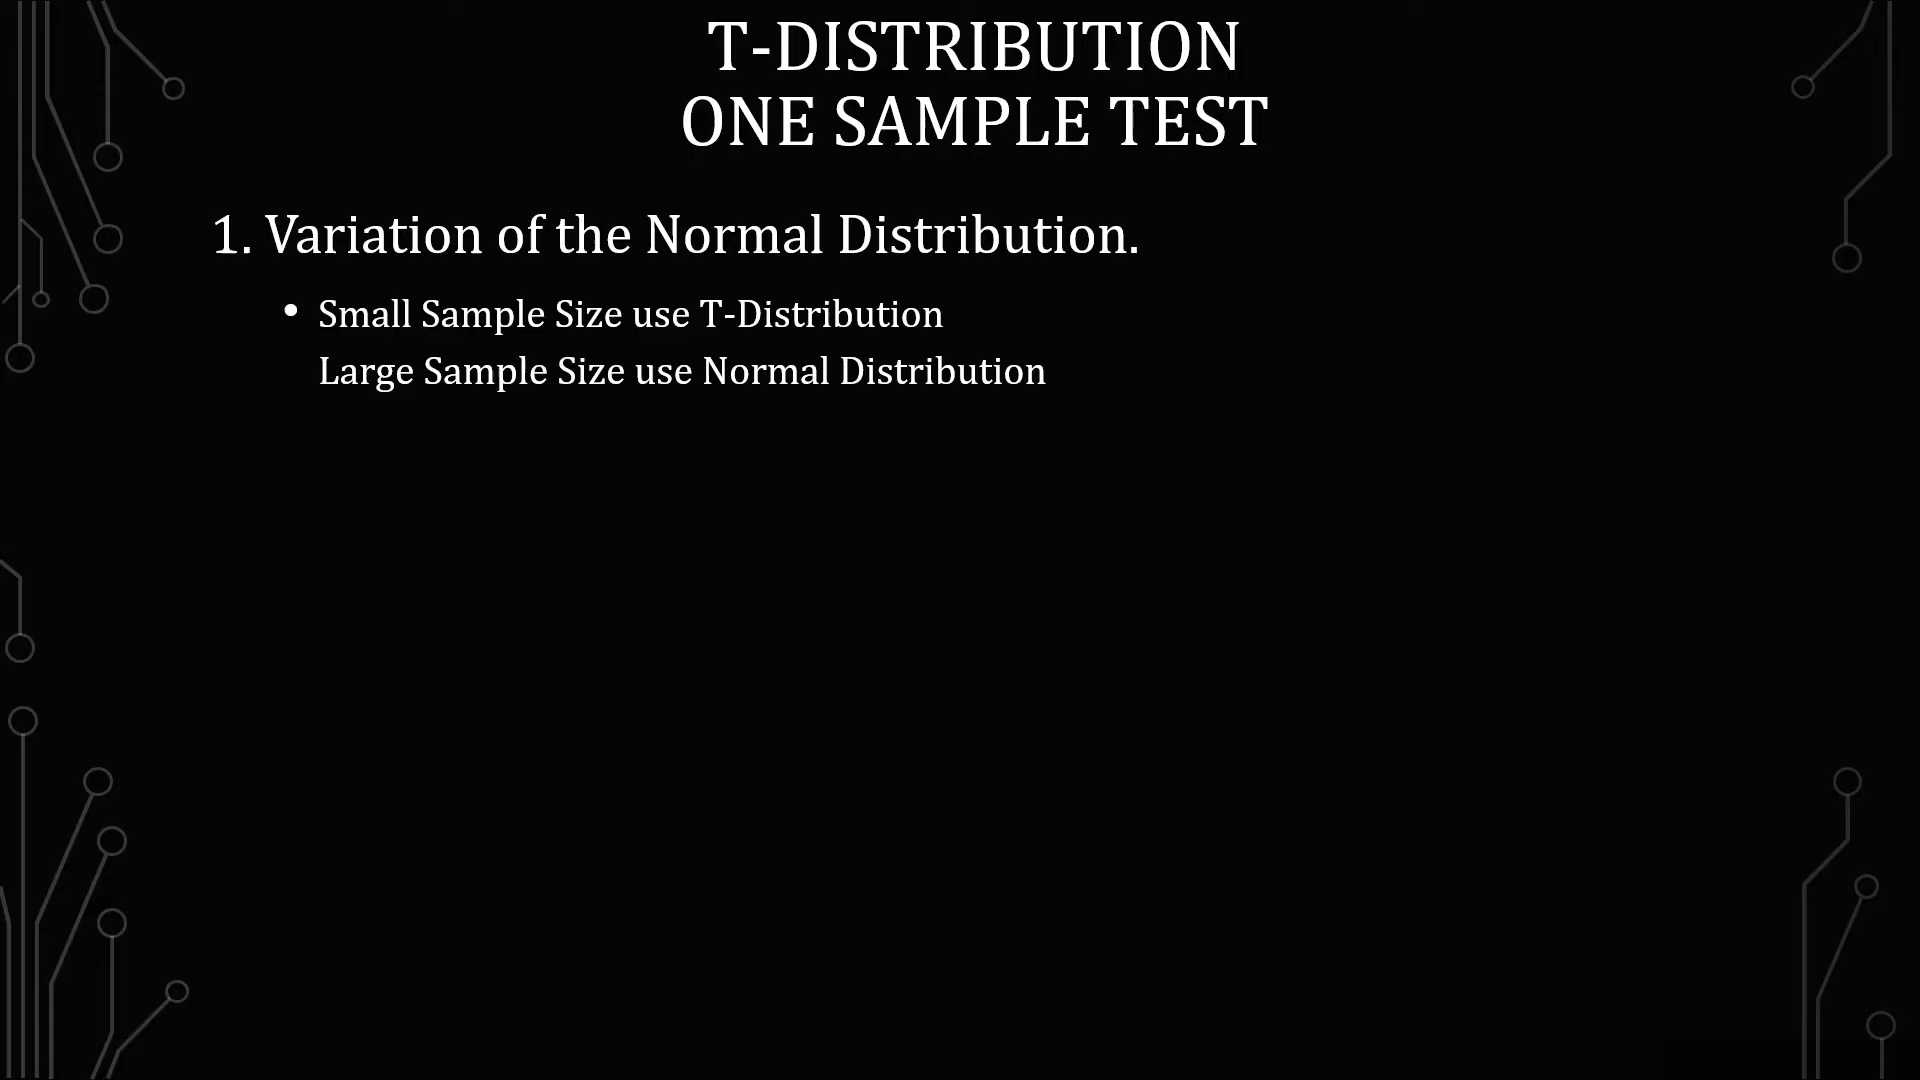 T-DISTRIBUTION
ONE SAMPLE TEST
1. Variation of the Normal Distribution.
• Small Sample Size use T-Distribution
Large Sample Size use Normal Distribution